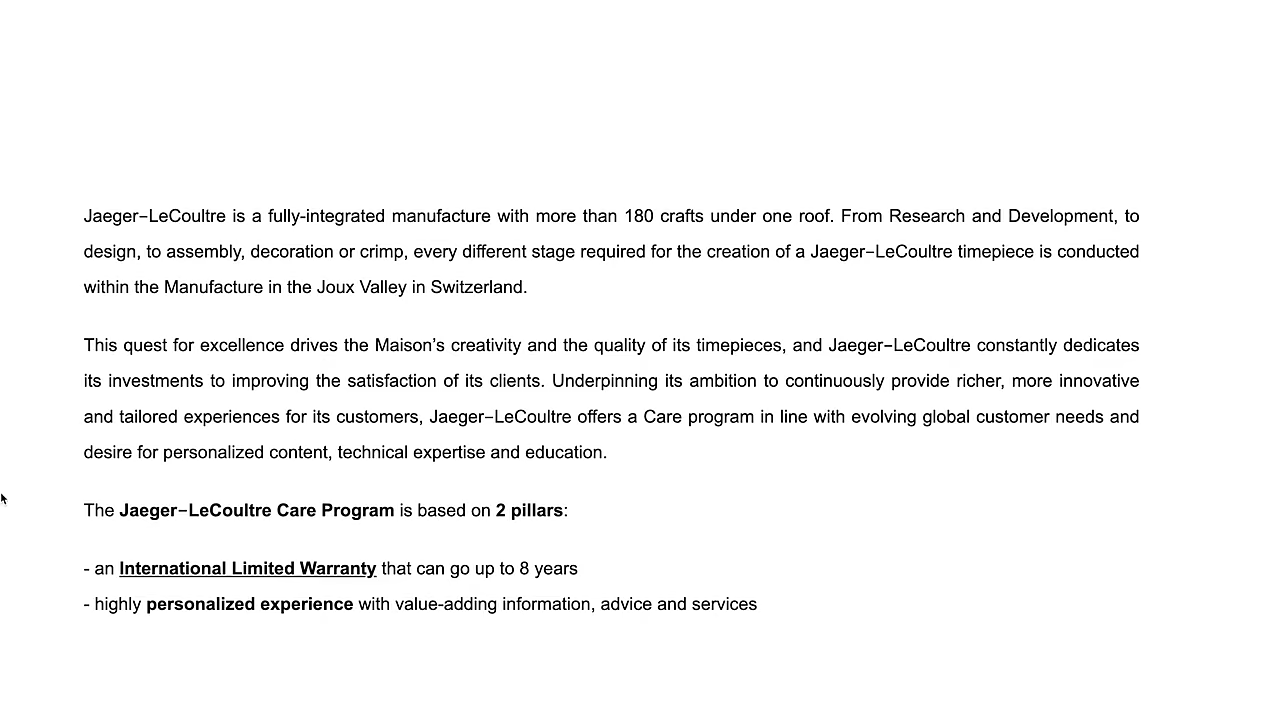 Jaeger–LeCoultre is a fully-integrated manufacture with more than 180 crafts under one roof. From Research and Development, to
design, to assembly, decoration or crimp, every different stage required for the creation of a Jaeger–LeCoultre timepiece is conducted
within the Manufacture in the Joux Valley in Switzerland.
This quest for excellence drives the Maison’s creativity and the quality of its timepieces, and Jaeger–LeCoultre constantly dedicates
its investments to improving the satisfaction of its clients. Underpinning its ambition to continuously provide richer, more innovative
and tailored experiences for its customers, Jaeger–LeCoultre offers a Care program in line with evolving global customer needs and
desire for personalized content, technical expertise and education.
The Jaeger–LeCoultre Care Program is based on 2 pillars:
- an International Limited Warranty that can go up to 8 years
- highly personalized experience with value-adding information, advice and services